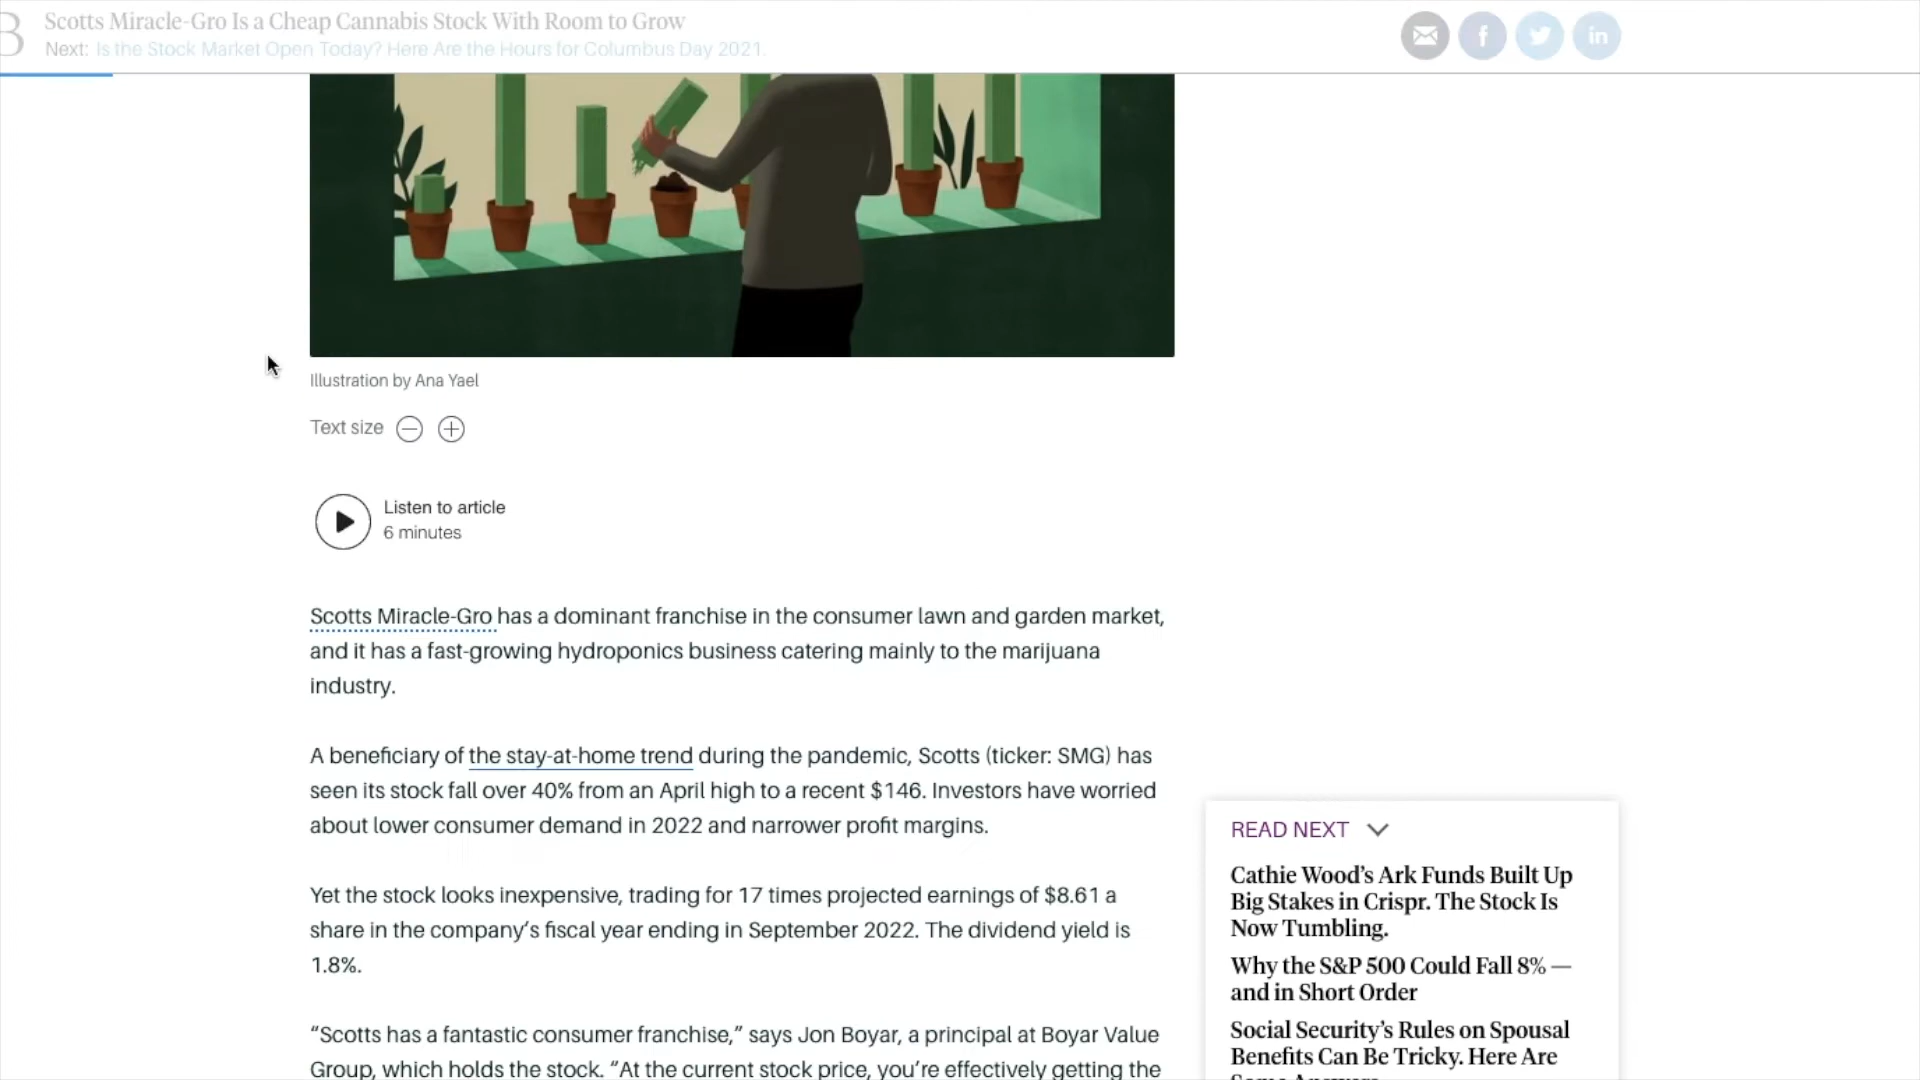 B
Scotts Miracle-Gro Is a Cheap Cannabis Stock With Room to Grow
Next: Is the Stock Market Open Today? Here Are the Hours for Columbus Day 2021.
Illustration by Ana Yael
Text size
Listen to article
6 minutes
Scotts Miracle-Gro has a dominant franchise in the consumer lawn and garden market,
and it has a fast-growing hydroponics business catering mainly to the marijuana
industry.
A beneficiary of the stay-at-home trend during the pandemic, Scotts (ticker: SMG) has
seen its stock fall over 40% from an April high to a recent $146. Investors have worried
about lower consumer demand in 2022 and narrower profit margins.
Yet the stock looks inexpensive, trading for 17 times projected earnings of $8.61 a
share in the company’s fiscal year ending in September 2022. The dividend yield is
1.8%.
“Scotts has a fantastic consumer franchise,” says Jon Boyar, a principal at Boyar Value
Group, which holds the stock. “At the current stock price, you’re effectively getting the
READ NEXT
Cathie Wood’s Ark Funds Built Up
Big Stakes in Crispr. The Stock Is
Now Tumbling.
Why the S&P 500 Could Fall 8% —
and in Short Order
Social Security’s Rules on Spousal
Benefits Can Be Tricky. Here Are